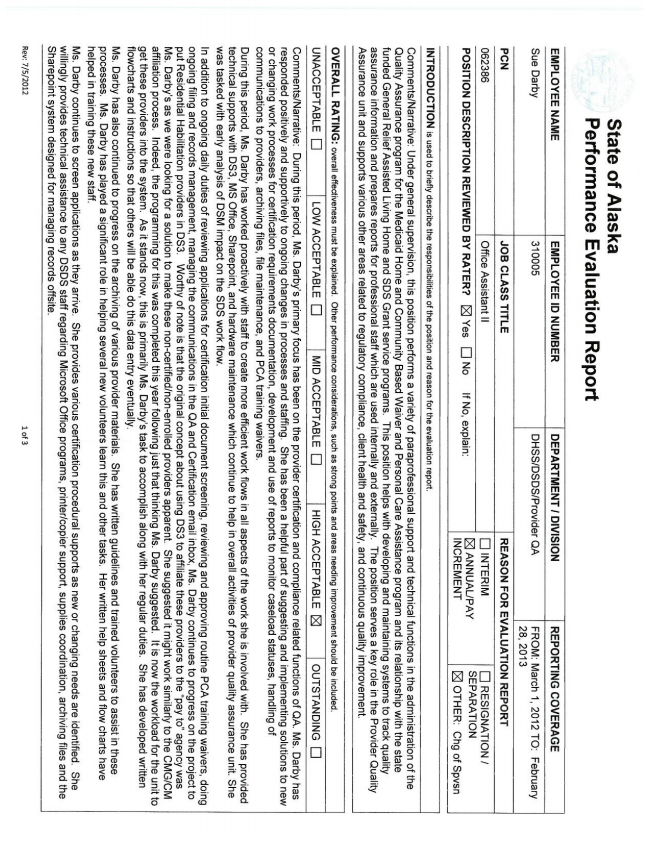 State of Alaska
Performance Evaluation Report
EMPLOYEE NAME EMPLOYEE ID NUMBER DEPARTMENT / DIVISION REPORTING COVERAGE
Sue Darby 310005 DHSS/DSDS/Provider QA FROM: March 1, 2012 TO: February
28, 2013
PCN JOB CLASS TITLE REASON FOR EVALUATION REPORT
062386 Office Assistant II ☐ INTERIM ☐ RESIGNATION /
SEPARATION
☒ ANNUAL/PAY
INCREMENT ☒ OTHER: Chg of Spvsn
POSITION DESCRIPTION REVIEWED BY RATER? ☒ Yes ☐ No If No, explain:
INTRODUCTION is used to briefly describe the responsibilities of the position and reason for the evaluation report.
Comments/Narrative: Under general supervision, this position performs a variety of paraprofessional support and technical functions in the administration of the
Quality Assurance program for the Medicaid Home and Community Based Waiver and Personal Care Assistance program and its relationship with the state
funded General Relief Assisted Living Home and SDS Grant service programs. This position helps with developing and maintaining systems to track quality
assurance information and prepares reports for professional staff which are used internally and externally. The position serves a key role in the Provider Quality
Assurance unit and supports various other areas related to regulatory compliance, client health and safety, and continuous quality improvement.
OVERALL RATING: overall effectiveness must be explained. Other performance considerations, such as strong points and areas needing improvement should be included.
UNACCEPTABLE ☐ LOW ACCEPTABLE ☐ MID ACCEPTABLE ☐ HIGH ACCEPTABLE ☒ OUTSTANDING ☐
Comments/Narrative: During this period, Ms. Darby's primary focus has been on the provider certification and compliance related functions of QA. Ms. Darby has
responded positively and supportively to ongoing changes in processes and staffing. She has been a helpful part of suggesting and implementing solutions to new
or changing work processes for certification requirements documentation, development and use of reports to monitor caseload statuses, handling of
communications to providers, archiving files, file maintenance, and PCA training waivers.
During this period, Ms. Darby has worked proactively with staff to create more efficient work flows in all aspects of the work she is involved with. She has provided
technical supports with DS3, MS Office, Sharepoint, and hardware maintenance which continue to help in overall activities of provider quality assurance unit. She
was tasked with early analysis of DSM impact on the SDS work flow.
In addition to ongoing daily duties of reviewing applications for certification initial document screening, reviewing and approving routine PCA training waivers, doing
ongoing filing and records management, managing the communications in the QA and Certification email inbox, Ms. Darby continues to progress on the project to
put Residential Habilitation providers in DS3. Worthy of note is that the original concept about using DS3 to affiliate these providers to the "pay to" agency was
Ms. Darby's as we were looking for a solution to make these non-certified/non-enrolled providers apparent. She suggested it might work similarly to the CMG/CM
affiliation process. Indeed, the programming for this was completed this year following just that thinking Ms. Darby suggested. It is now the workload for the unit to
get these providers into the system. As it stands now, this is primarily Ms. Darby's task to accomplish along with her regular duties. She has developed written
flowcharts and instructions so that others will be able do this data entry eventually.
Ms. Darby has also continued to progress on the archiving of various provider materials. She has written guidelines and trained volunteers to assist in these
processes. Ms. Darby has played a significant role in helping several new volunteers learn this and other tasks. Her written help sheets and flow charts have
helped in training these new staff.
Ms. Darby continues to screen applications as they arrive. She provides various certification procedural supports as new or changing needs are identified. She
willingly provides technical assistance to any DSDS staff regarding Microsoft Office programs, printer/copier support, supplies coordination, archiving files and the
Sharepoint system designed for managing records offsite.
Rev: 7/5/2012 1 of 3